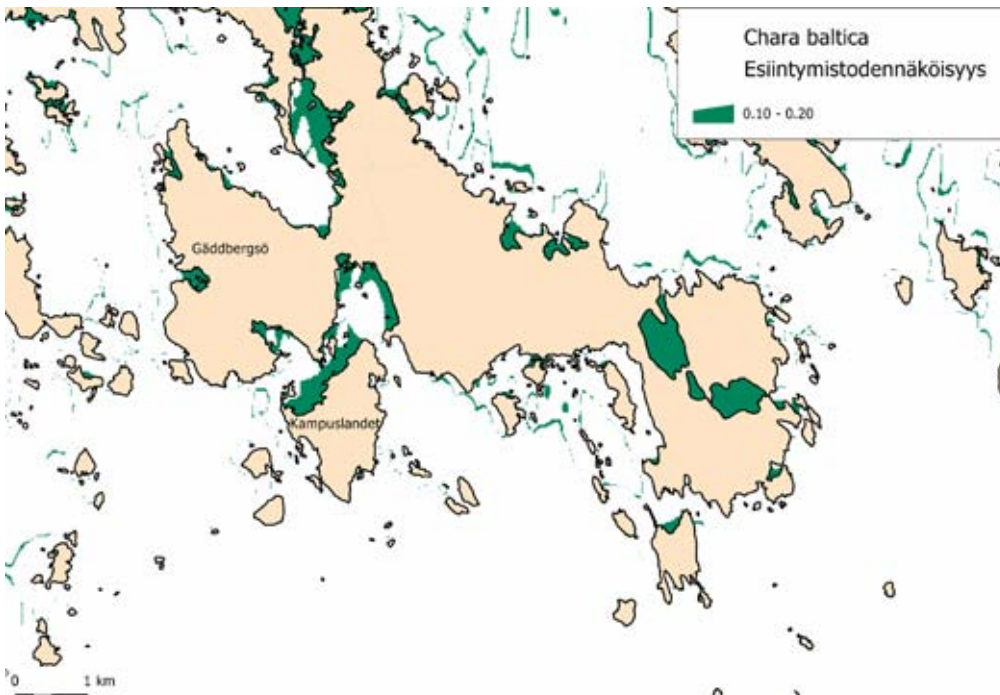 Chara baltica
Esiintymistodennäköisyys
0.10 - 0.20
Gäddbergsö
Kampuslandet
0 1 km